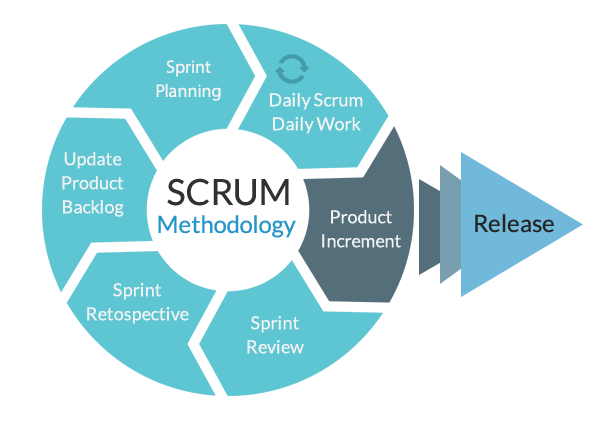 Sprint
Planning
Daily Scrum
Daily Work
Update
Product
Backlog
SCRUM
Methodology
Product
Increment
Release
Sprint
Retospective
Sprint
Review